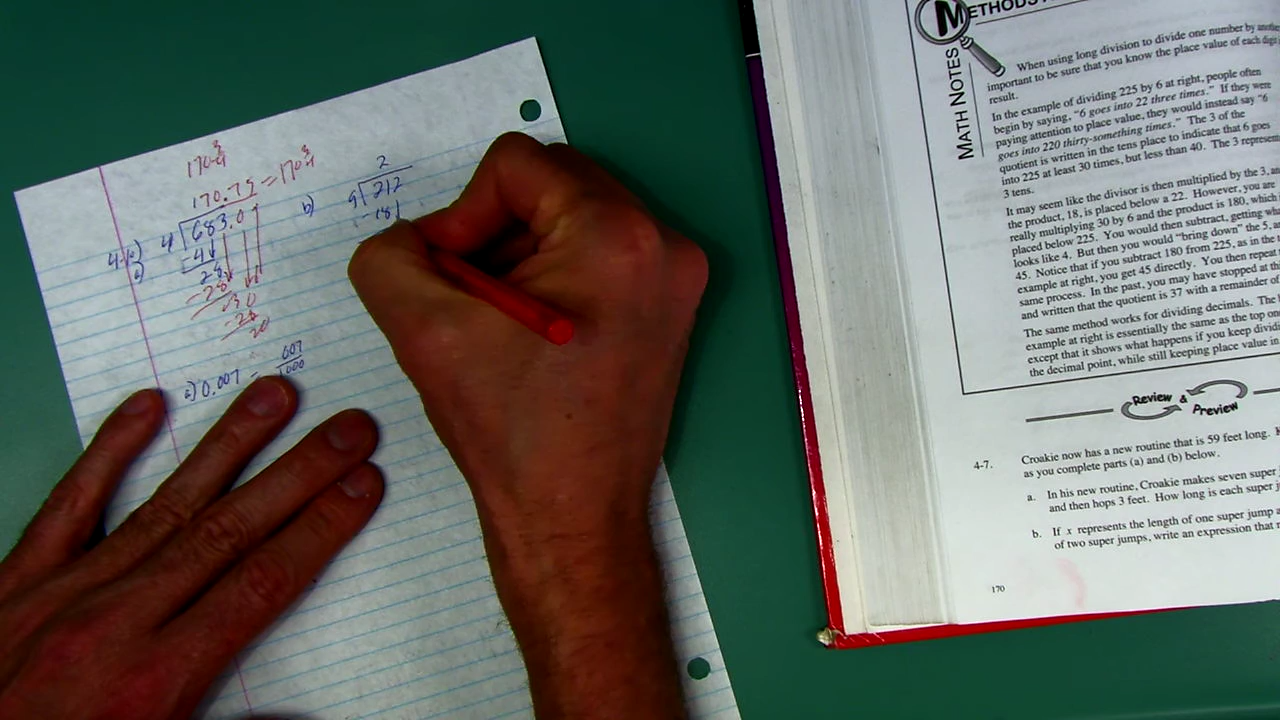 170 3/4
170.75 = 170 3/4
4 683.0
- 4
28
- 28
30
- 28
20
b) 2
9 212
- 18
c) 0.007 = 007/1000
METHODS
MATH NOTES
When using long division to divide one number by another
important to be sure that you know the place value of each digit
result.
In the example of dividing 225 by 6 at right, people often
begin by saying, "6 goes into 22 three times." If they were
paying attention to place value, they would instead say "6
goes into 220 thirty-something times." The 3 of the
quotient is written in the tens place to indicate that 6 goes
into 225 at least 30 times, but less than 40. The 3 represen
3 tens.
It may seem like the divisor is then multiplied by the 3, an
the product, 18, is placed below a 22. However, you are
really multiplying 30 by 6 and the product is 180, which
placed below 225. You would then subtract, getting wh
looks like 4. But then you would "bring down" the 5, a
45. Notice that if you subtract 180 from 225, as in the
example at right, you get 45 directly. You then repeat
same process. In the past, you may have stopped at th
and written that the quotient is 37 with a remainder of
The same method works for dividing decimals. The
example at right is essentially the same as the top on
except that it shows what happens if you keep divid
the decimal point, while still keeping place value in
Review & Preview
4-7. Croakie now has a new routine that is 59 feet long. K
as you complete parts (a) and (b) below.
a. In his new routine, Croakie makes seven super j
and then hops 3 feet. How long is each super j
b. If x represents the length of one super jump a
of two super jumps, write an expression that r
170